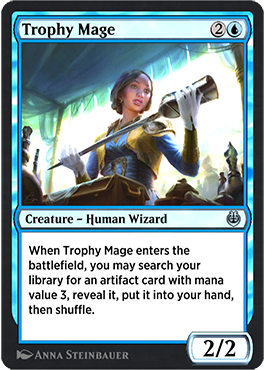 Trophy Mage 2
Creature – Human Wizard
When Trophy Mage enters the
battlefield, you may search your
library for an artifact card with mana
value 3, reveal it, put it into your hand,
then shuffle.
Anna Steinbauer
2/2